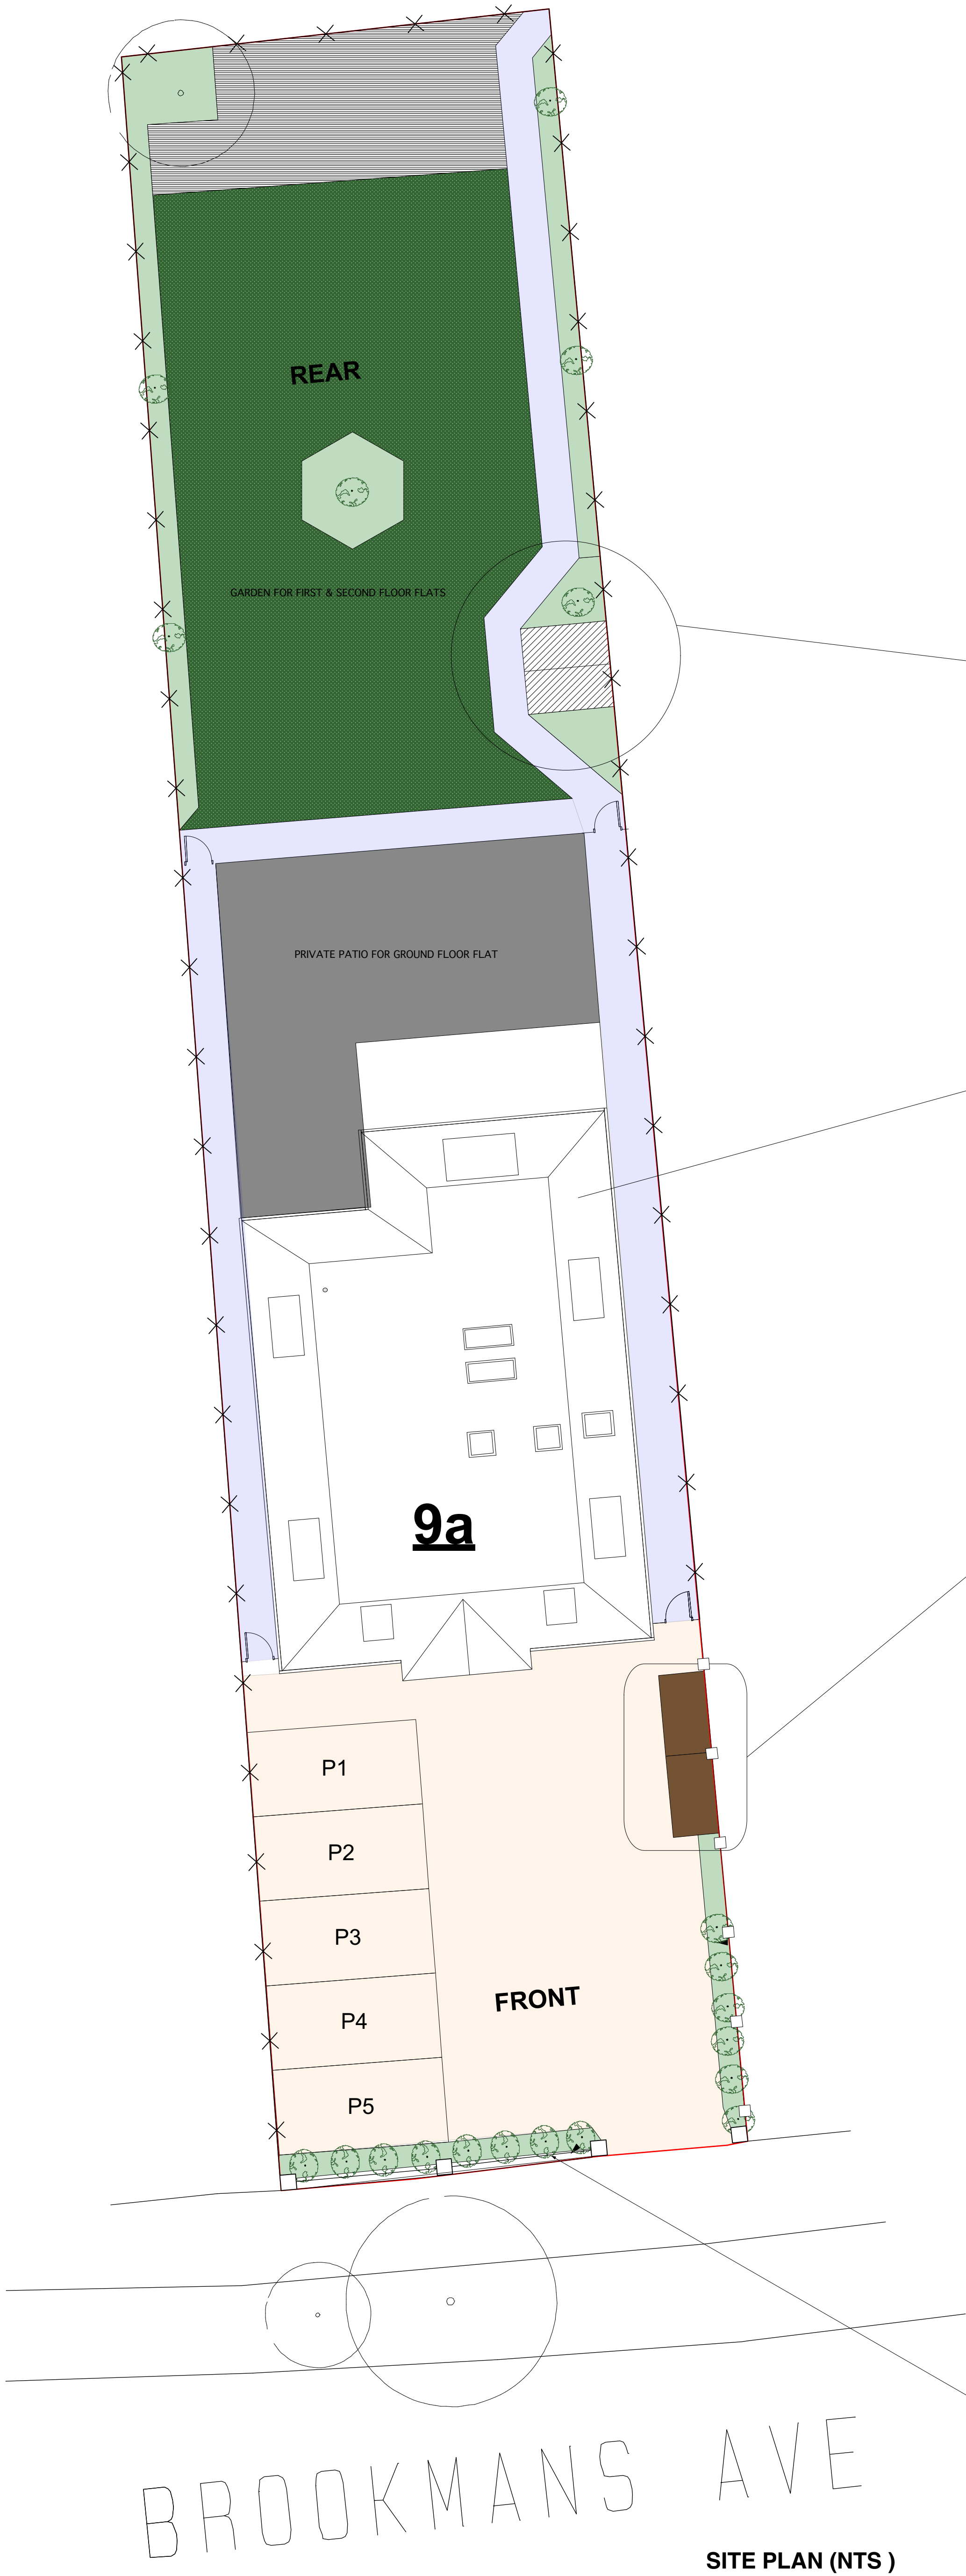 REAR
GARDEN FOR FIRST & SECOND FLOOR FLATS
PRIVATE PATIO FOR GROUND FLOOR FLAT
9a
P1
P2
P3
FRONT
P4
P5
BROOKMANS AVE
SITE PLAN (NTS )